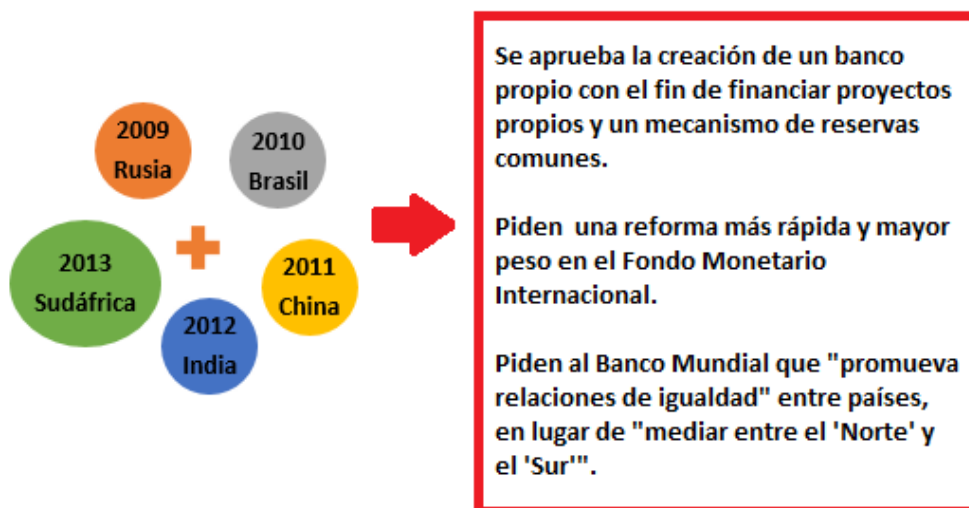 2009
Rusia
2010
Brasil
2011
China
2012
India
2013
Sudáfrica
Se aprueba la creación de un banco
propio con el fin de financiar proyectos
propios y un mecanismo de reservas
comunes.
Piden una reforma más rápida y mayor
peso en el Fondo Monetario
Internacional.
Piden al Banco Mundial que "promueva
relaciones de igualdad" entre países,
en lugar de "mediar entre el 'Norte' y
el 'Sur'".